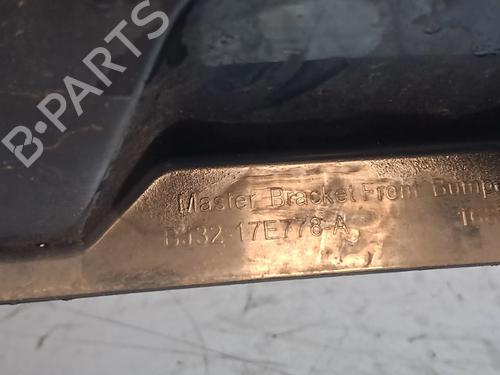 B-PARTS
Master Bracket Front Bumpe
BJ32-17E778-A